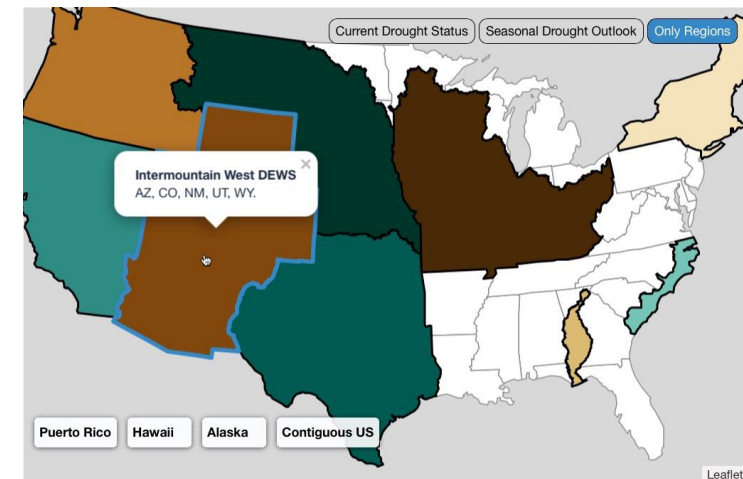 Current Drought Status
Seasonal Drought Outlook
Only Regions
×
Intermountain West DEWS
AZ, CO, NM, UT, WY.
Puerto Rico
Hawaii
Alaska
Contiguous US
Leaflet